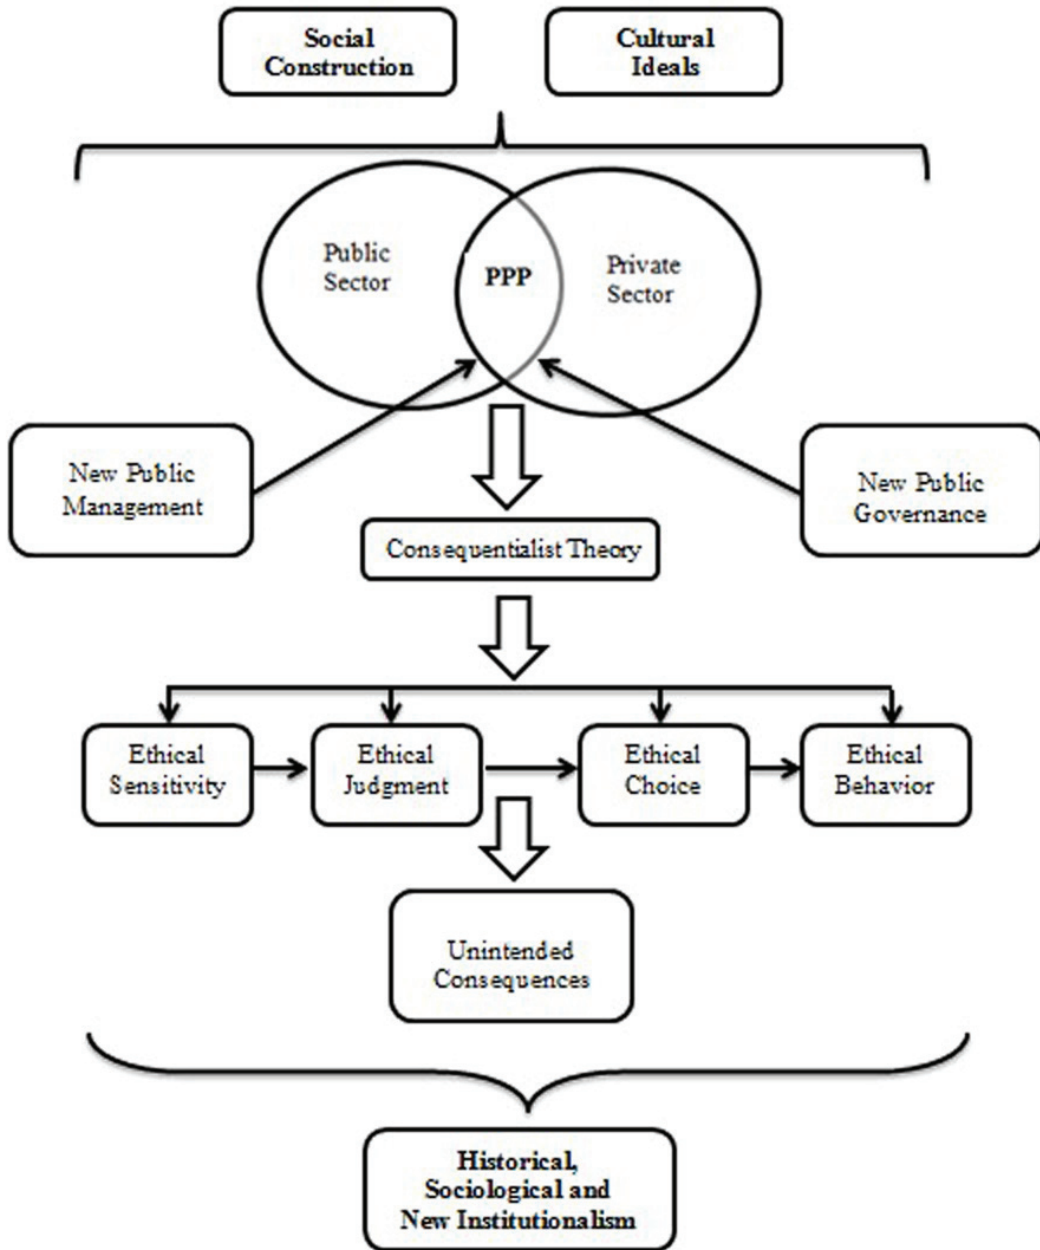 Social
Construction
Cultural
Ideals
Public
Sector
PPP
Private
Sector
New Public
Management
New Public
Governance
Consequentialist Theory
Ethical
Sensitivity
Ethical
Judgment
Ethical
Choice
Ethical
Behavior
Unintended
Consequences
Historical,
Sociological and
New Institutionalism